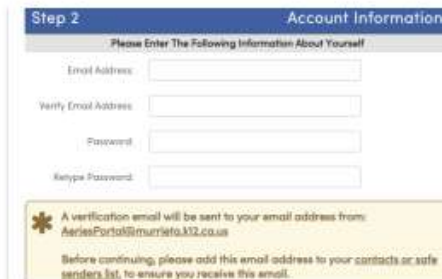 Step 2
Account Information
Please Enter The Following Information About Yourself
Email Address:
Verify Email Address:
Password:
Retype Password:
A verification email will be sent to your email address from:
AeriesPortal@murrieta.k12.ca.us
Before continuing, please add this email address to your contacts or safe
senders list, to ensure you receive this email.